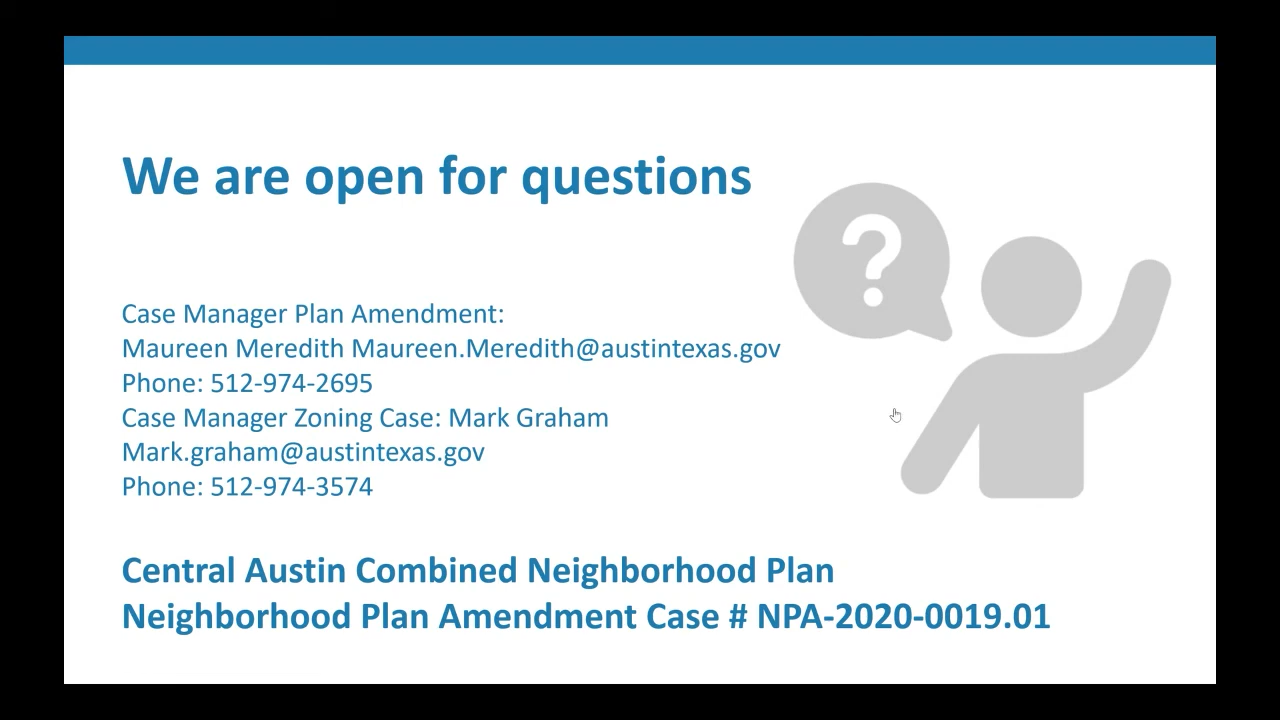 We are open for questions
?
Case Manager Plan Amendment:
Maureen Meredith Maureen.Meredith@austintexas.gov
Phone: 512-974-2695
Case Manager Zoning Case: Mark Graham
Mark.graham@austintexas.gov
Phone: 512-974-3574
Central Austin Combined Neighborhood Plan
Neighborhood Plan Amendment Case # NPA-2020-0019.01